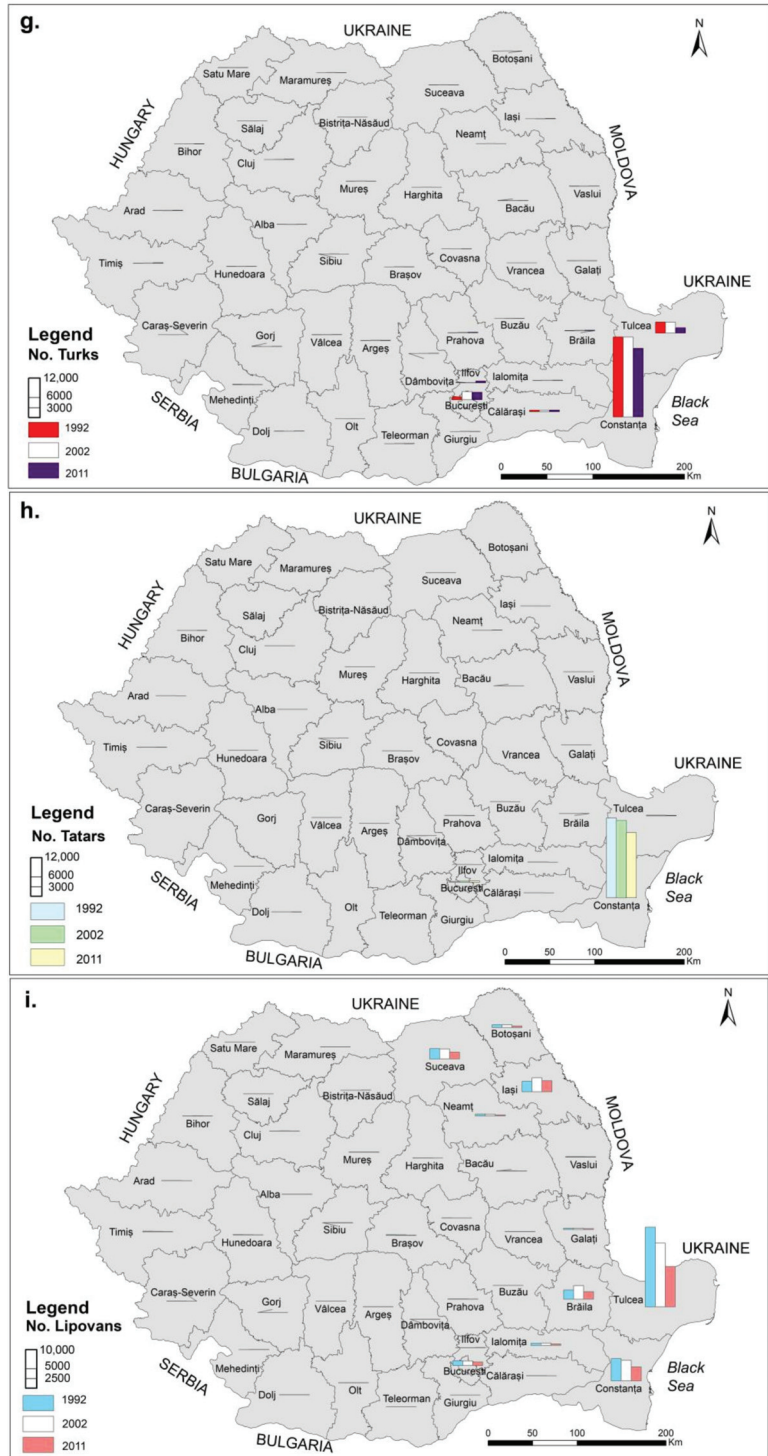 g.
UKRAINE
N
Botoșani
Satu Mare
Maramureș
Suceava
HUNGARY
Iași
Sălaj
Bistrița-Năsăud
Neamț
MOLDOVA
Bihor
Cluj
Mureș
Harghita
Vaslui
Bacău
Arad
Alba
Timiș
Covasna
Sibiu
Hunedoara
Brașov
Vrancea
Galați
UKRAINE
Buzău
Tulcea
Caraș-Severin
Legend
Gorj
Prahova
Brăila
No. Turks
Vâlcea
Argeș
Ilfov
Ialomița
12,000
Dâmbovița
6000
Mehedinți
București
Călărași
Black
3000
Sea
SERBIA
Constanța
1992
Dolj
Olt
Teleorman
Giurgiu
2002
BULGARIA
0 50 100 200
2011
Km
h.
UKRAINE
N
Botoșani
Satu Mare
Maramureș
Suceava
HUNGARY
Iași
Sălaj
Bistrița-Năsăud
Neamț
MOLDOVA
Bihor
Cluj
Mureș
Harghita
Bacău
Vaslui
Arad
Alba
Timiș
Covasna
Sibiu
Hunedoara
Brașov
Vrancea
Galați
UKRAINE
Caraș-Severin
Buzău
Tulcea
Legend
Gorj
Prahova
Brăila
No. Tatars
Vâlcea
Argeș
Dâmbovița
12,000
Ialomița
6000
Ilfov
3000
Mehedinți
București
Călărași
Black
Sea
SERBIA
Constanța
1992
Dolj
Olt
Teleorman
Giurgiu
2002
BULGARIA
0 50 100 200
2011
Km
i.
UKRAINE
N
Botoșani
Satu Mare
Maramureș
Suceava
Iași
HUNGARY
Sălaj
Bistrița-Năsăud
Neamț
MOLDOVA
Bihor
Cluj
Mureș
Harghita
Bacău
Vaslui
Arad
Alba
Covasna
Timiș
Sibiu
Hunedoara
Brașov
Vrancea
Galați
UKRAINE
Caraș-Severin
Buzău
Tulcea
Legend
Gorj
Prahova
Brăila
No. Lipovans
Vâlcea
Argeș
Dâmbovița
10,000
Ilfov
Ialomița
5000
Mehedinți
București
Călărași
Black
2500
Sea
SERBIA
Constanța
1992
Dolj
Olt
Teleorman
Giurgiu
2002
BULGARIA
0 50 100 200
2011
Km